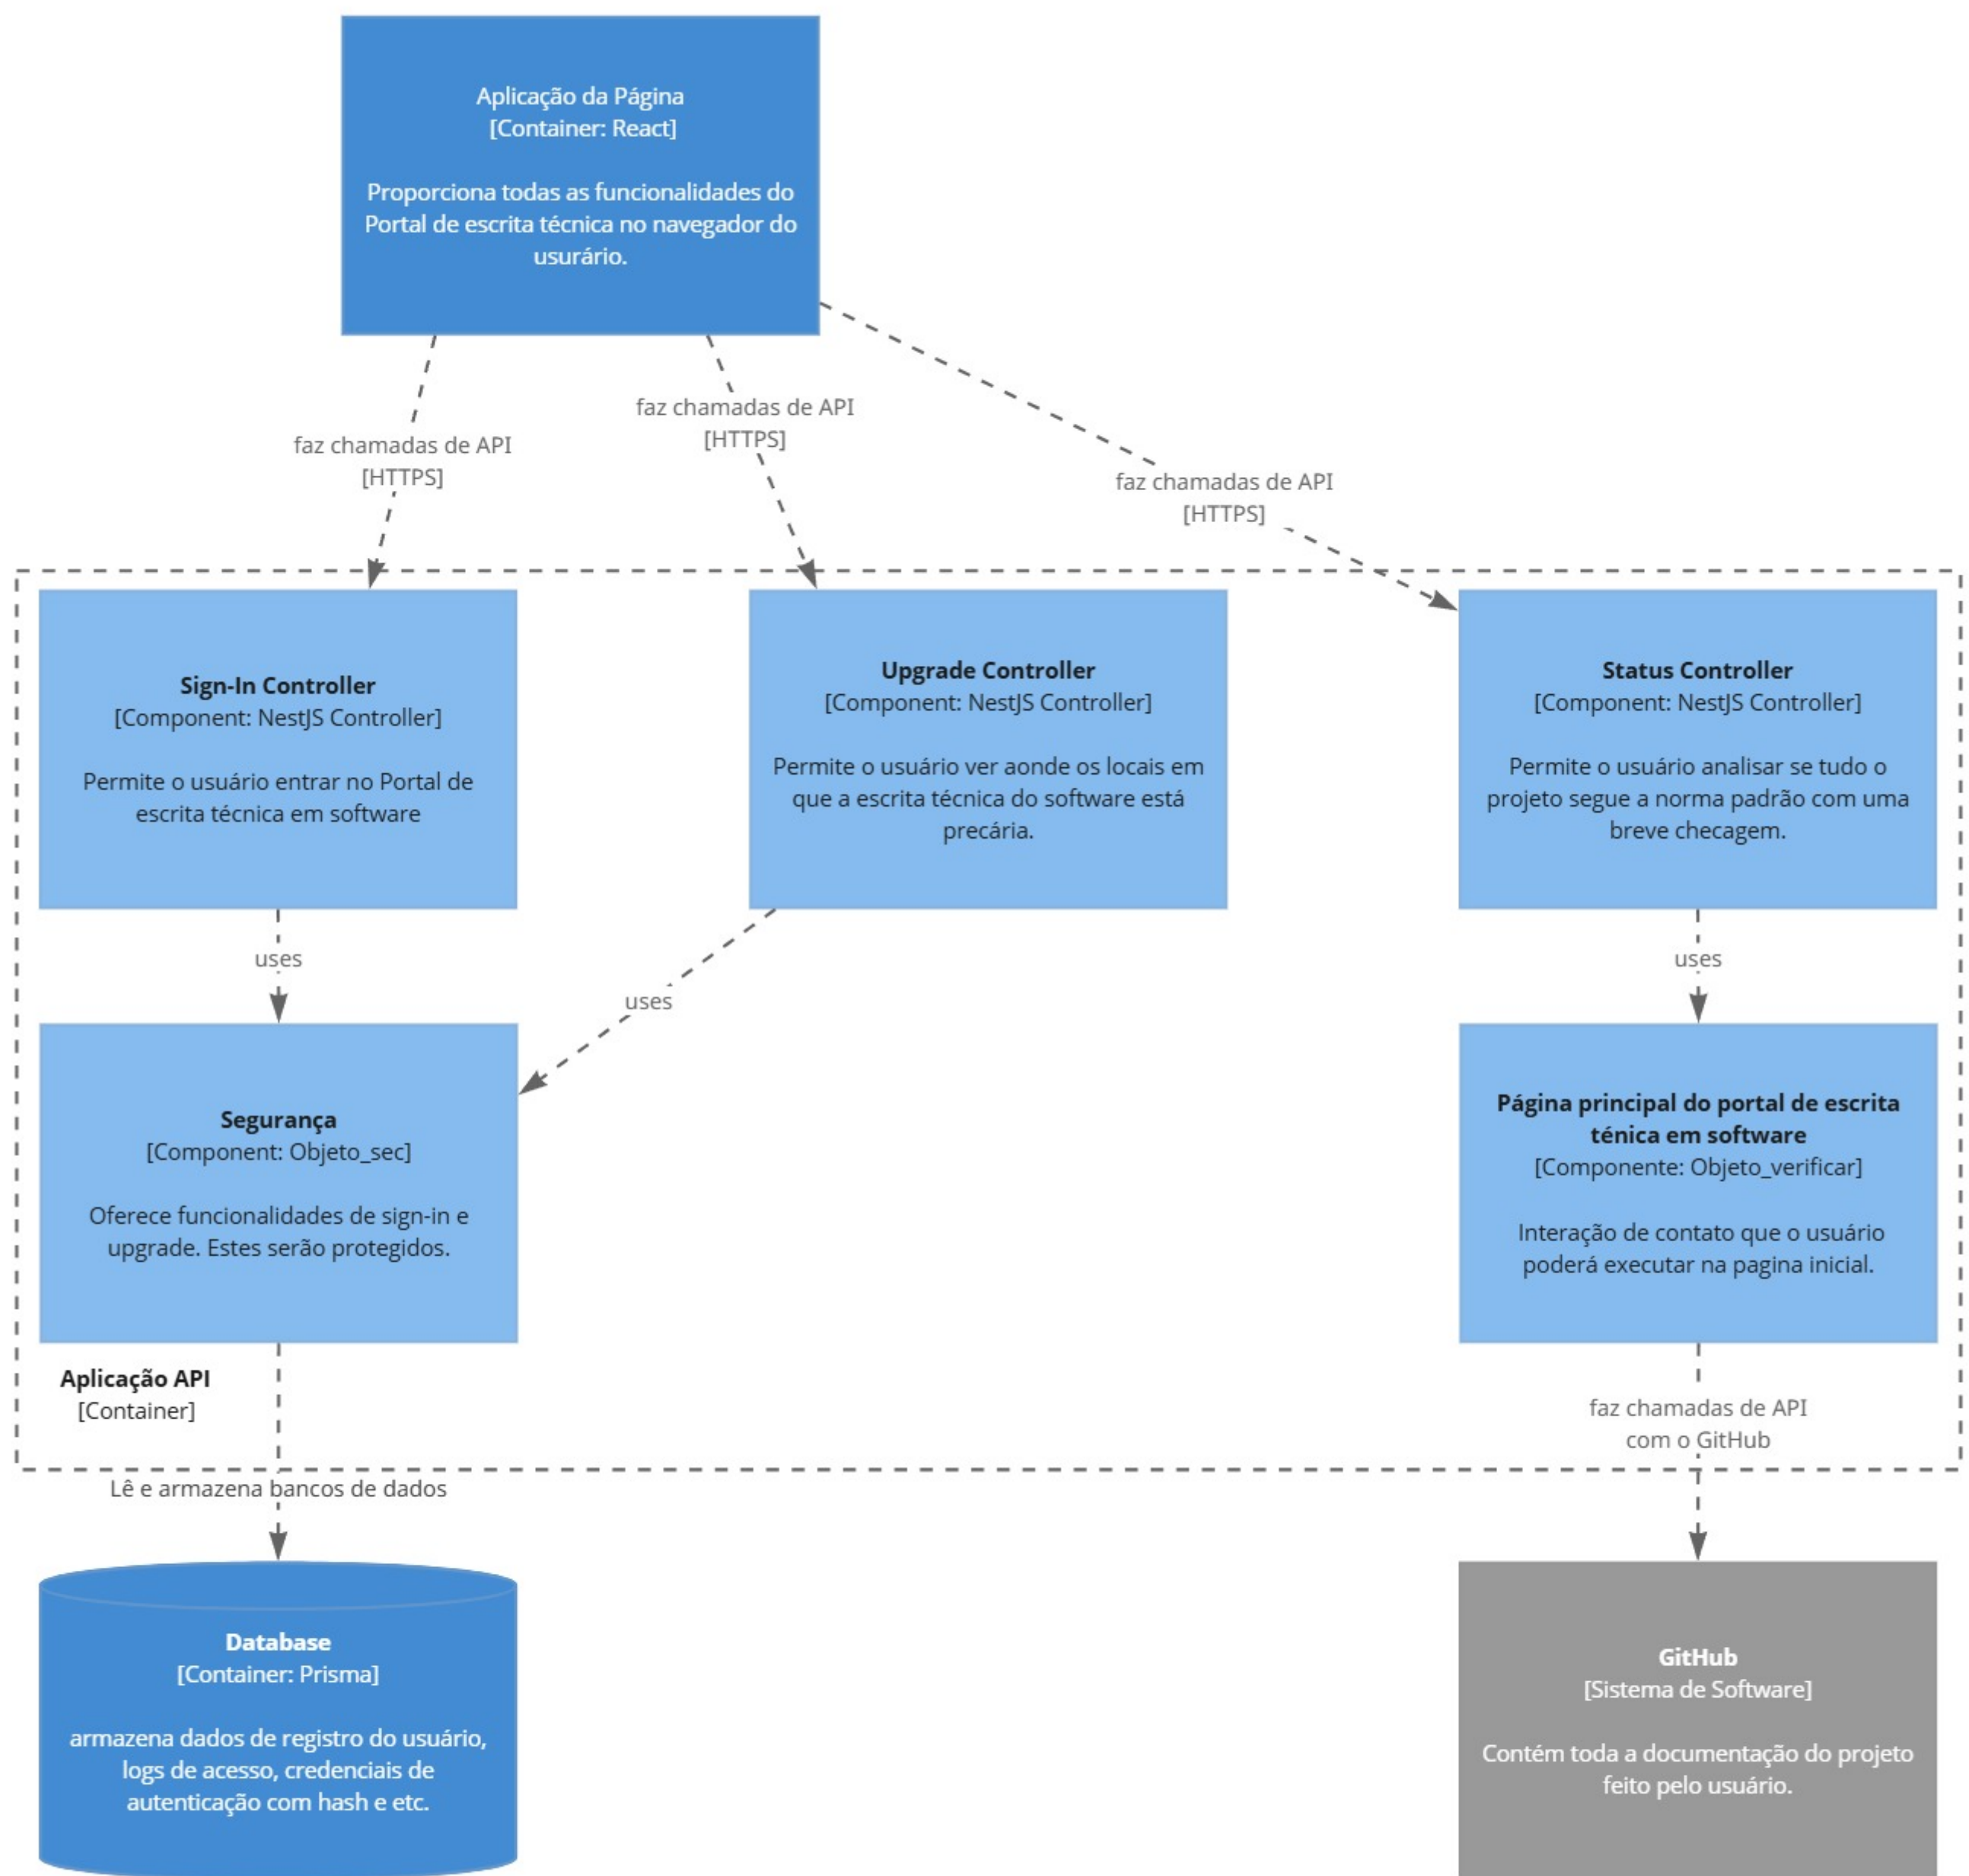 Aplicação da Página
[Container: React]
Proporciona todas as funcionalidades do
Portal de escrita técnica no navegador do
usurário.
faz chamadas de API
[HTTPS]
faz chamadas de API
[HTTPS]
faz chamadas de API
[HTTPS]
Sign-In Controller
[Component: NestJS Controller]
Permite o usuário entrar no Portal de
escrita técnica em software
Upgrade Controller
[Component: NestJS Controller]
Permite o usuário ver aonde os locais em
que a escrita técnica do software está
precária.
Status Controller
[Component: NestJS Controller]
Permite o usuário analisar se tudo o
projeto segue a norma padrão com uma
breve checagem.
uses
uses
uses
Segurança
[Component: Objeto_sec]
Oferece funcionalidades de sign-in e
upgrade. Estes serão protegidos.
Página principal do portal de escrita
ténica em software
[Componente: Objeto_verificar]
Interação de contato que o usuário
poderá executar na pagina inicial.
Aplicação API
[Container]
faz chamadas de API
com o GitHub
Lê e armazena bancos de dados
Database
[Container: Prisma]
armazena dados de registro do usuário,
logs de acesso, credenciais de
autenticação com hash e etc.
GitHub
[Sistema de Software]
Contém toda a documentação do projeto
feito pelo usuário.